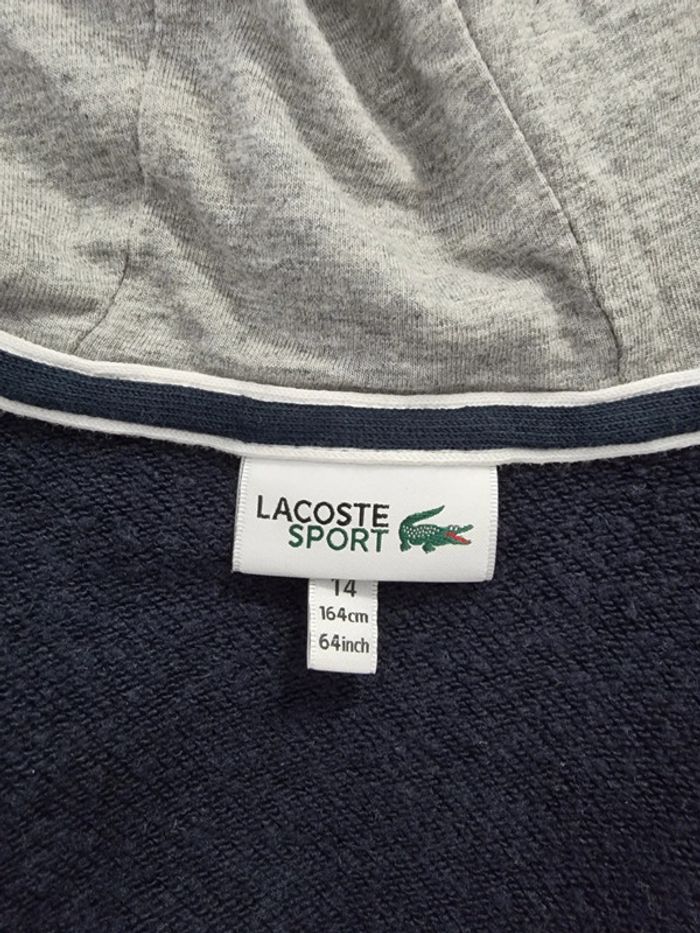 LACOSTE
SPORT
14
164cm
64inch